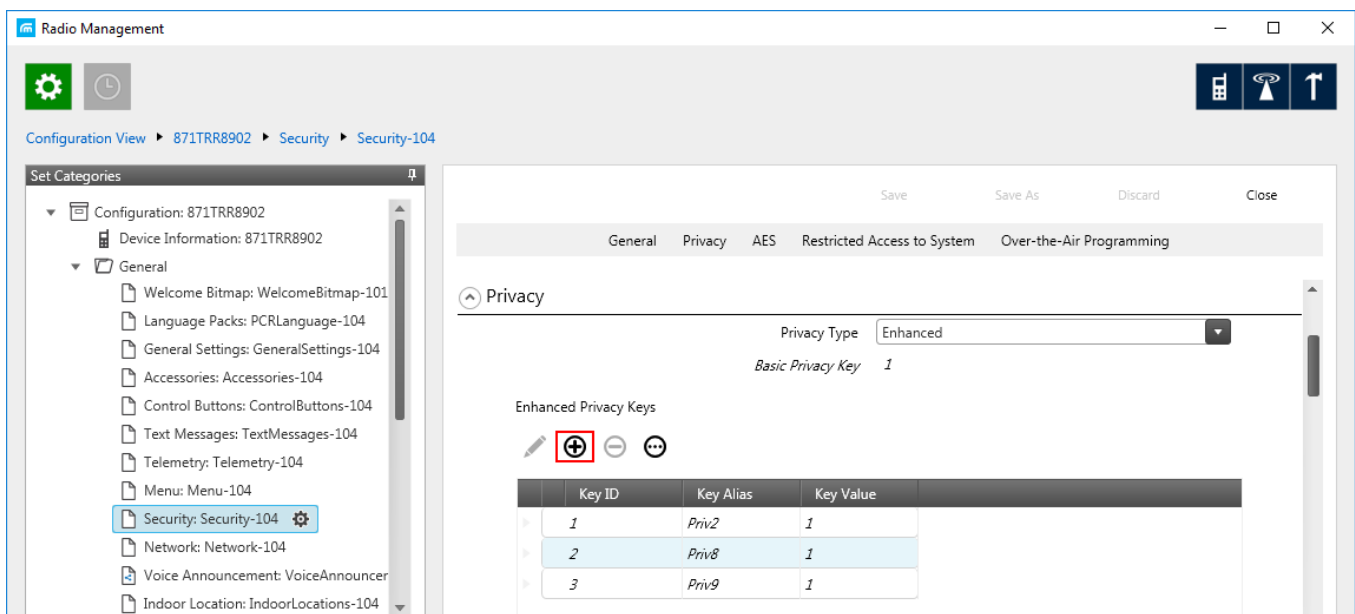 Radio Management
Configuration View 871TRR8902 Security Security-104
Set Categories
Configuration: 871TRR8902
Device Information: 871TRR8902
General
Welcome Bitmap: WelcomeBitmap-101
Language Packs: PCRLanguage-104
General Settings: GeneralSettings-104
Accessories: Accessories-104
Control Buttons: ControlButtons-104
Text Messages: TextMessages-104
Telemetry: Telemetry-104
Menu: Menu-104
Security: Security-104
Network: Network-104
Voice Announcement: VoiceAnnouncer
Indoor Location: IndoorLocations-104
Save Save As Discard Close
General Privacy AES Restricted Access to System Over-the-Air Programming
Privacy
Privacy Type Enhanced
Basic Privacy Key 1
Enhanced Privacy Keys
Key ID Key Alias Key Value
1 Priv2 1
2 Priv8 1
3 Priv9 1